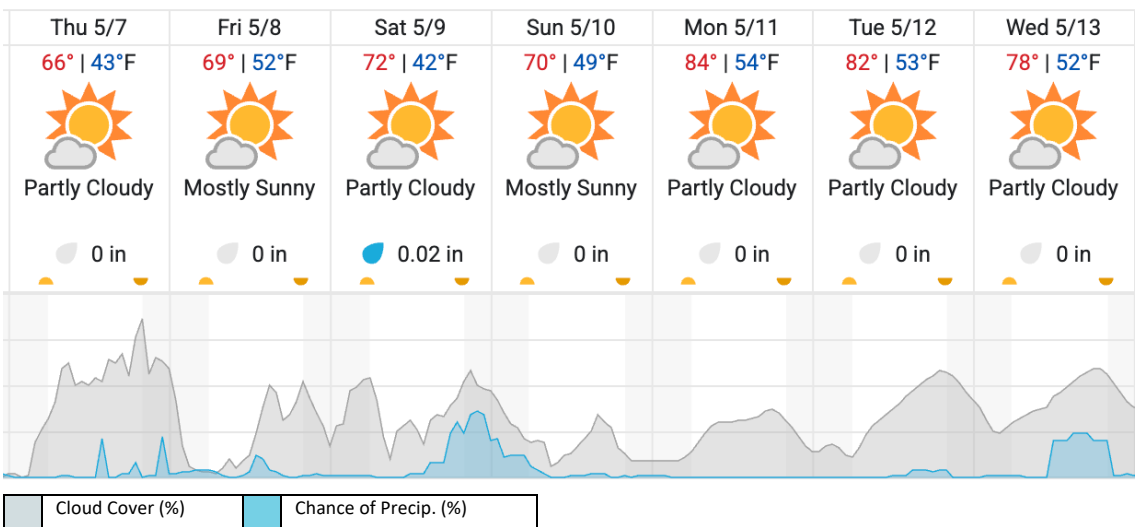 Thu 5/7 Fri 5/8 Sat 5/9 Sun 5/10 Mon 5/11 Tue 5/12 Wed 5/13
66° | 43°F 69° | 52°F 72° | 42°F 70° | 49°F 84° | 54°F 82° | 53°F 78° | 52°F
Partly Cloudy Mostly Sunny Partly Cloudy Mostly Sunny Partly Cloudy Partly Cloudy Partly Cloudy
0 in 0 in 0.02 in 0 in 0 in 0 in 0 in
Cloud Cover (%) Chance of Precip. (%)